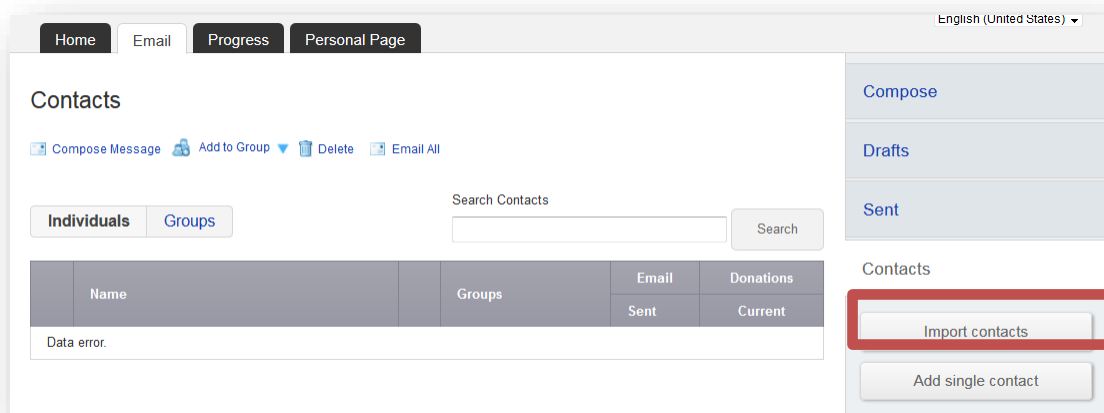 English (United States)
Home Email Progress Personal Page
Contacts
Compose Message Add to Group Delete Email All
Search Contacts
Individuals Groups
Search
Name Groups Email Donations
Sent Current
Data error.
Compose
Drafts
Sent
Contacts
Import contacts
Add single contact